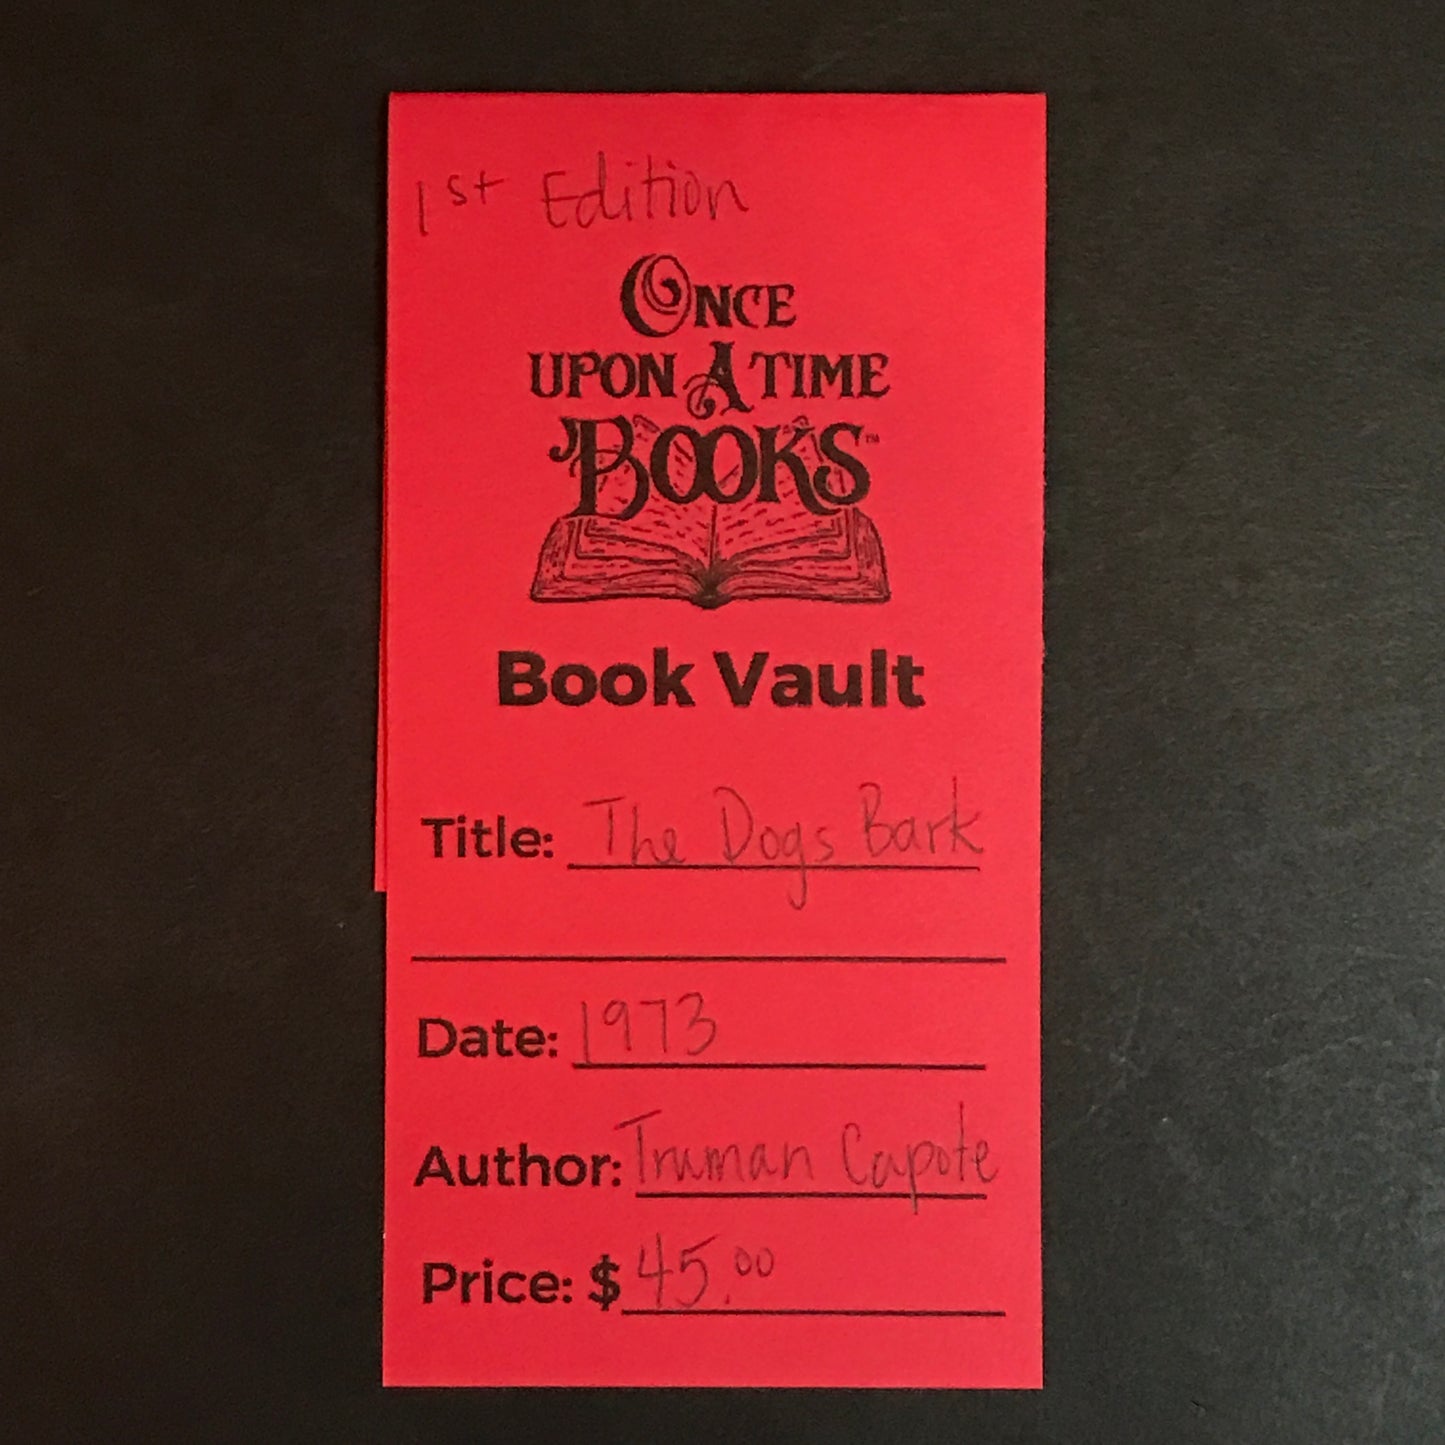 1st Edition
ONCE
UPON A TIME
BOOKS™
Book Vault
Title: The Dogs Bark
Date: 1973
Author: Truman Capote
Price: $45.00